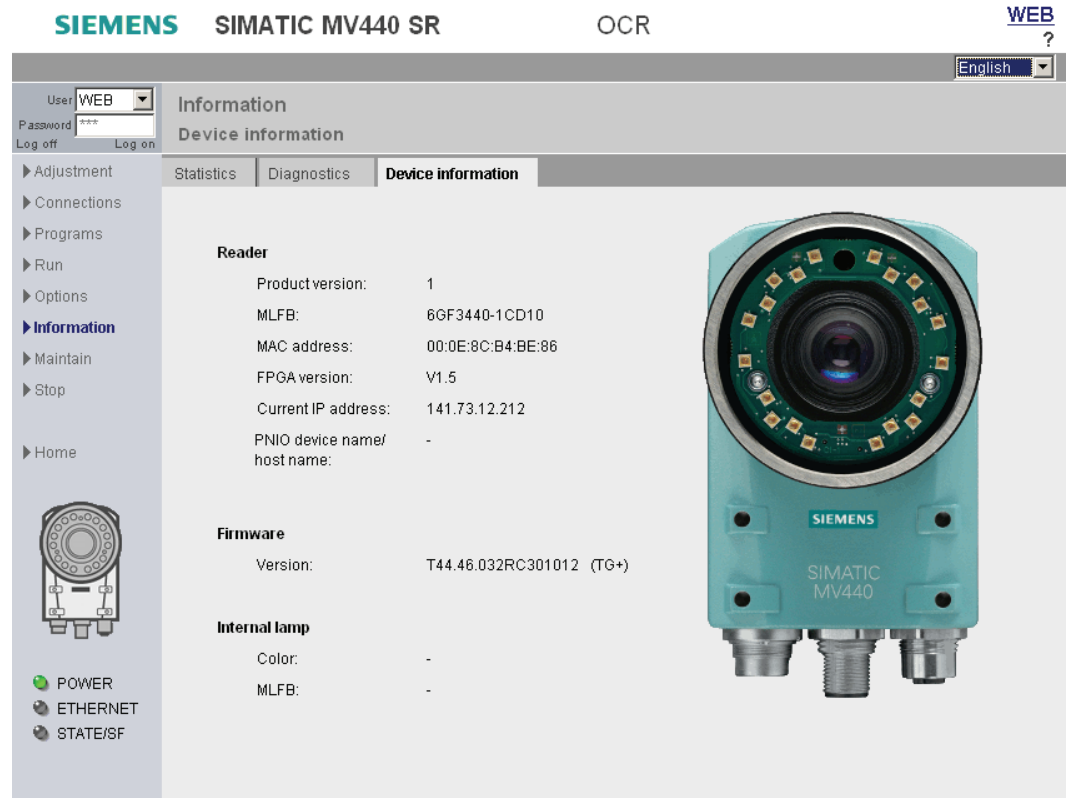 SIEMENS SIMATIC MV440 SR OCR WEB
?
English
User WEB
Password ***
Log off Log on
Information
Device information
Statistics Diagnostics Device information
Adjustment
Connections
Programs
Run
Options
Information
Maintain
Stop
Home
POWER
ETHERNET
STATE/SF
Reader
Product version: 1
MLFB: 6GF3440-1CD10
MAC address: 00:0E:8C:B4:BE:86
FPGA version: V1.5
Current IP address: 141.73.12.212
PNIO device name/ -
host name:
Firmware
Version: T44.46.032RC301012 (TG+)
Internal lamp
Color: -
MLFB: -
SIEMENS
SIMATIC
MV440